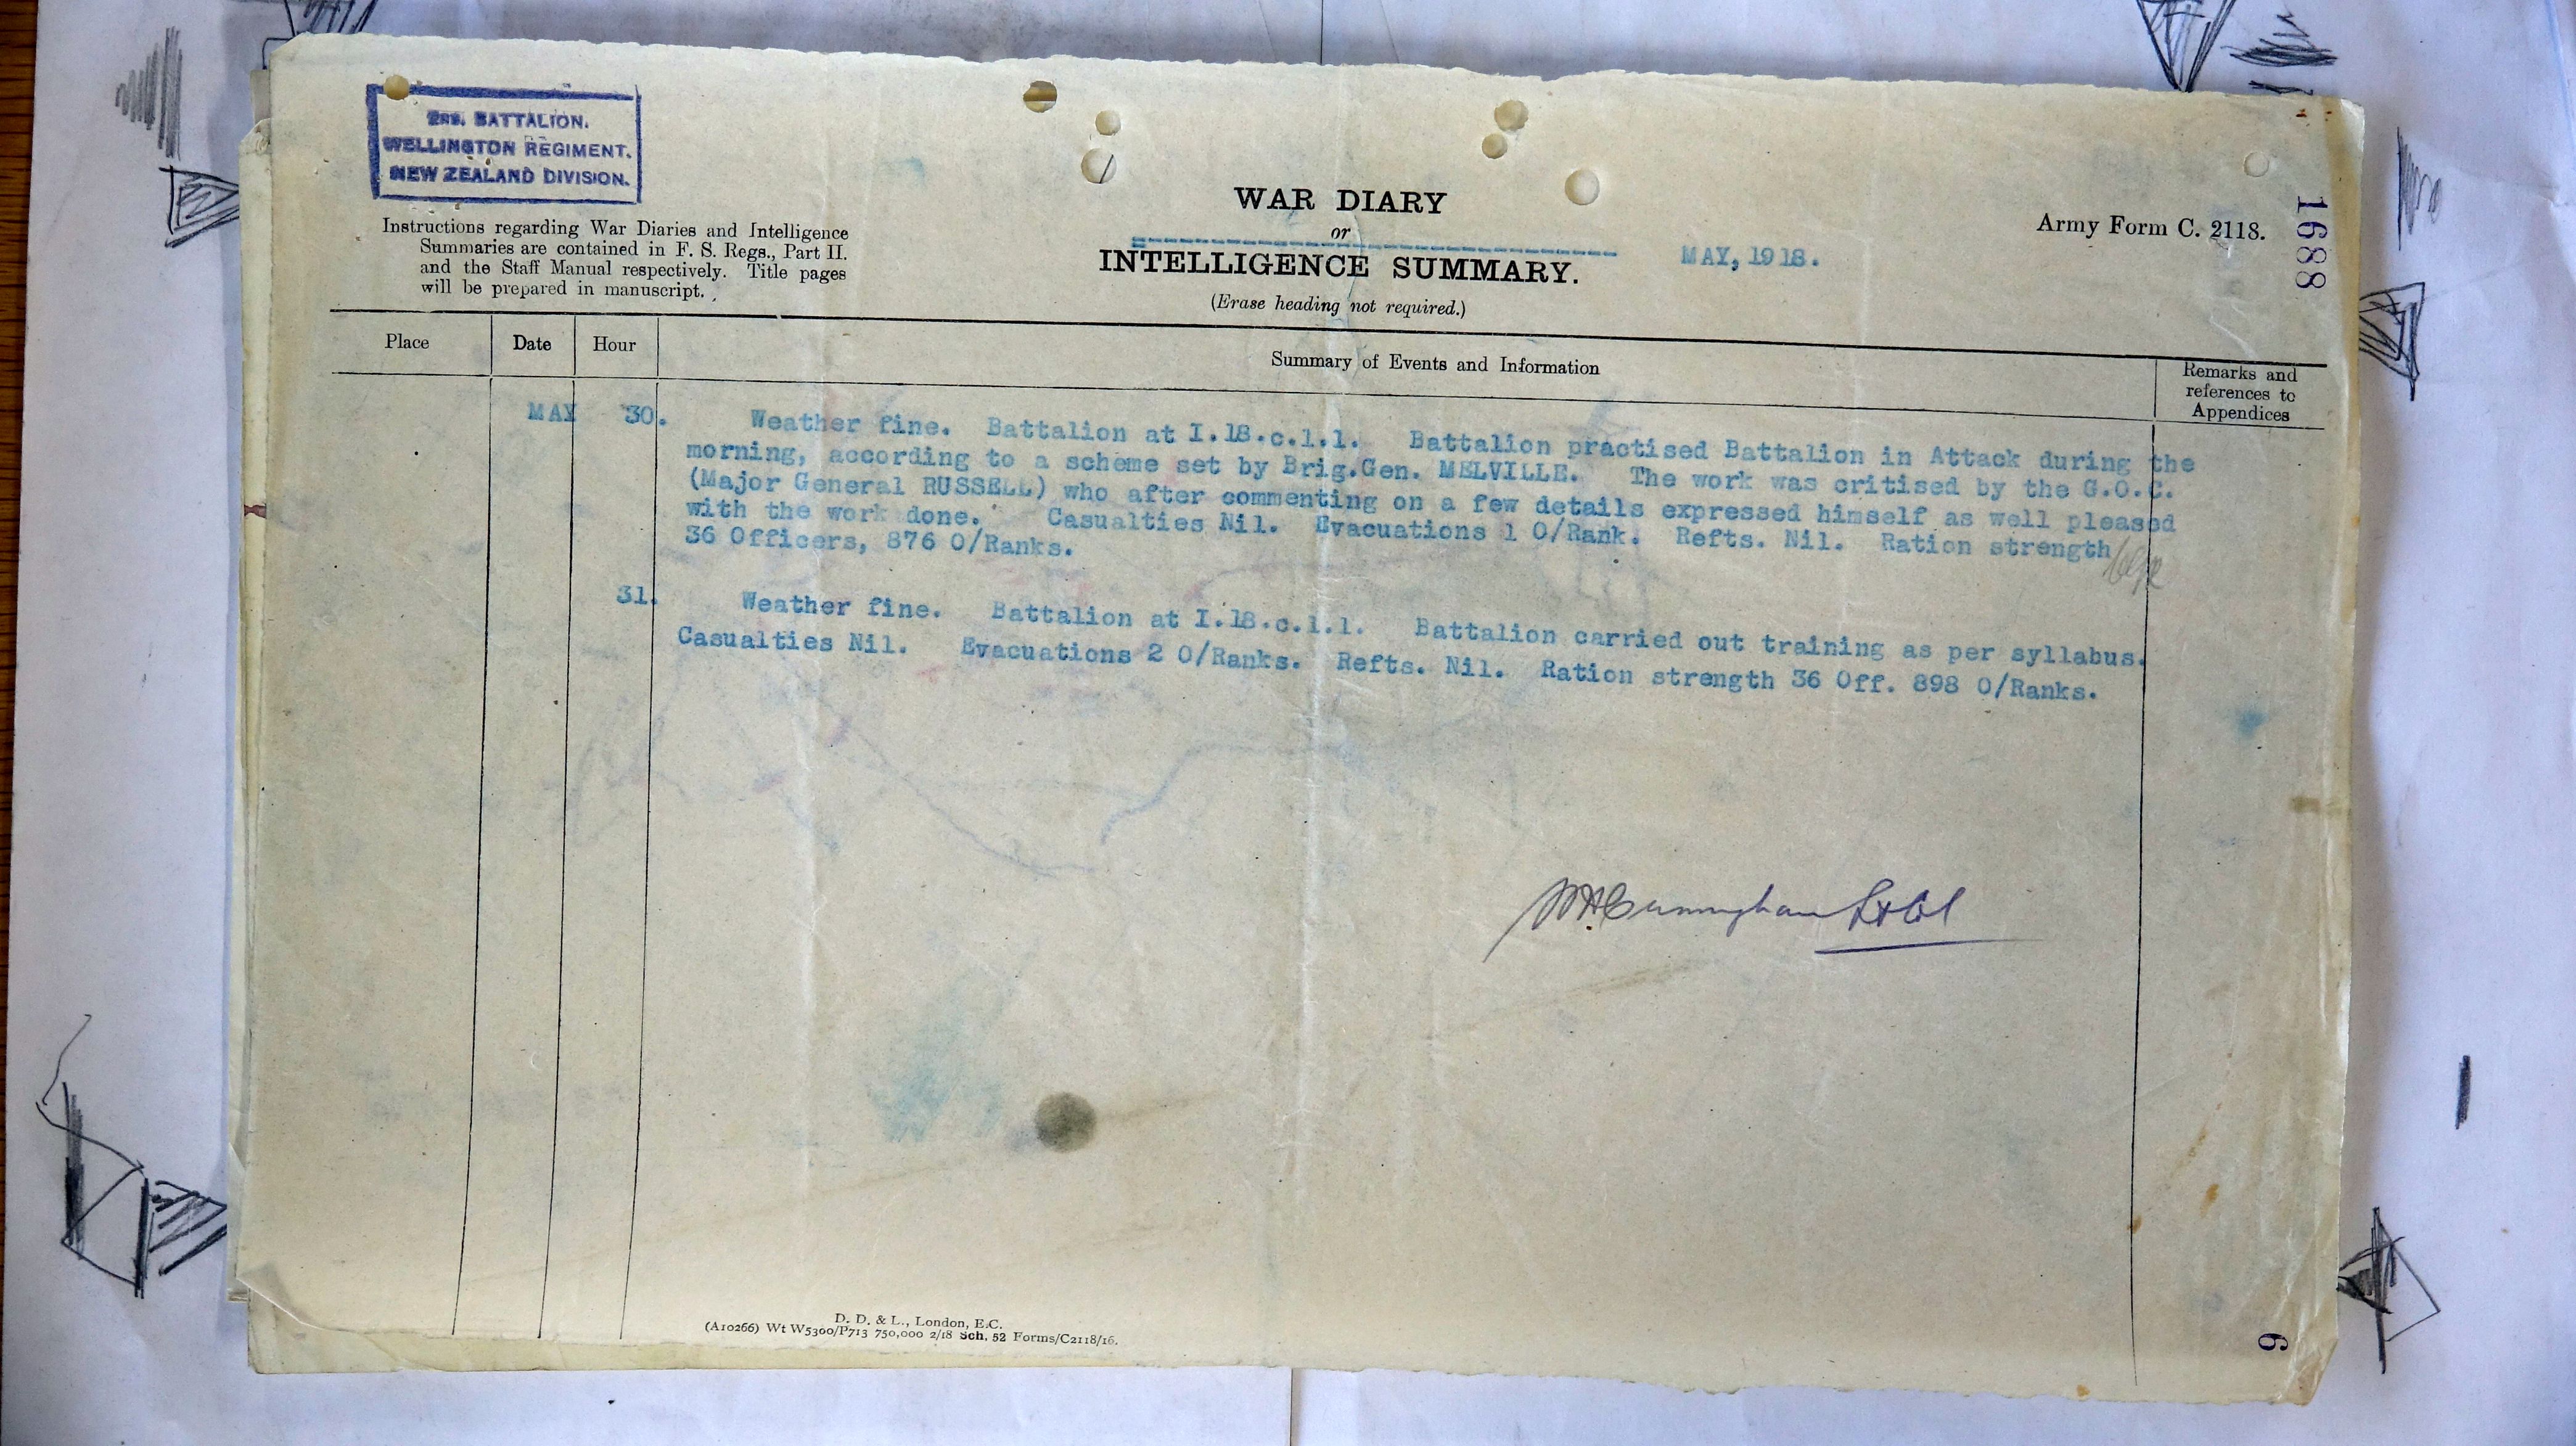 2ND. BATTALION.
WELLINGTON REGIMENT.
NEW ZEALAND DIVISION.
Instructions regarding War Diaries and Intelligence
Summaries are contained in F. S. Regs., Part II.
and the Staff Manual respectively. Title pages
will be prepared in manuscript.
WAR DIARY
or
INTELLIGENCE SUMMARY.
(Erase heading not required.)
MAY, 1918.
Army Form C. 2118.
1688
Place
Date
Hour
Summary of Events and Information
Remarks and
references to
Appendices
MAY 30. Weather fine. Battalion at I.18.c.1.1. Battalion practised Battalion in Attack during the
morning, according to a scheme set by Brig.Gen. MELVILLE. The work was critised by the G.O.C.
(Major General RUSSELL) who after commenting on a few details expressed himself as well pleased
with the work done. Casualties Nil. Evacuations 1 O/Rank. Refts. Nil. Ration strength
36 Officers, 876 O/Ranks.
31. Weather fine. Battalion at I.18.c.1.1. Battalion carried out training as per syllabus.
Casualties Nil. Evacuations 2 O/Ranks. Refts. Nil. Ration strength 36 Off. 898 O/Ranks.
WHCunningham Lt Col
D. D. & L., London, E.C.
(A10266) Wt W5300/P713 750,000 2/18 Sch. 52 Forms/C2118/16.
6